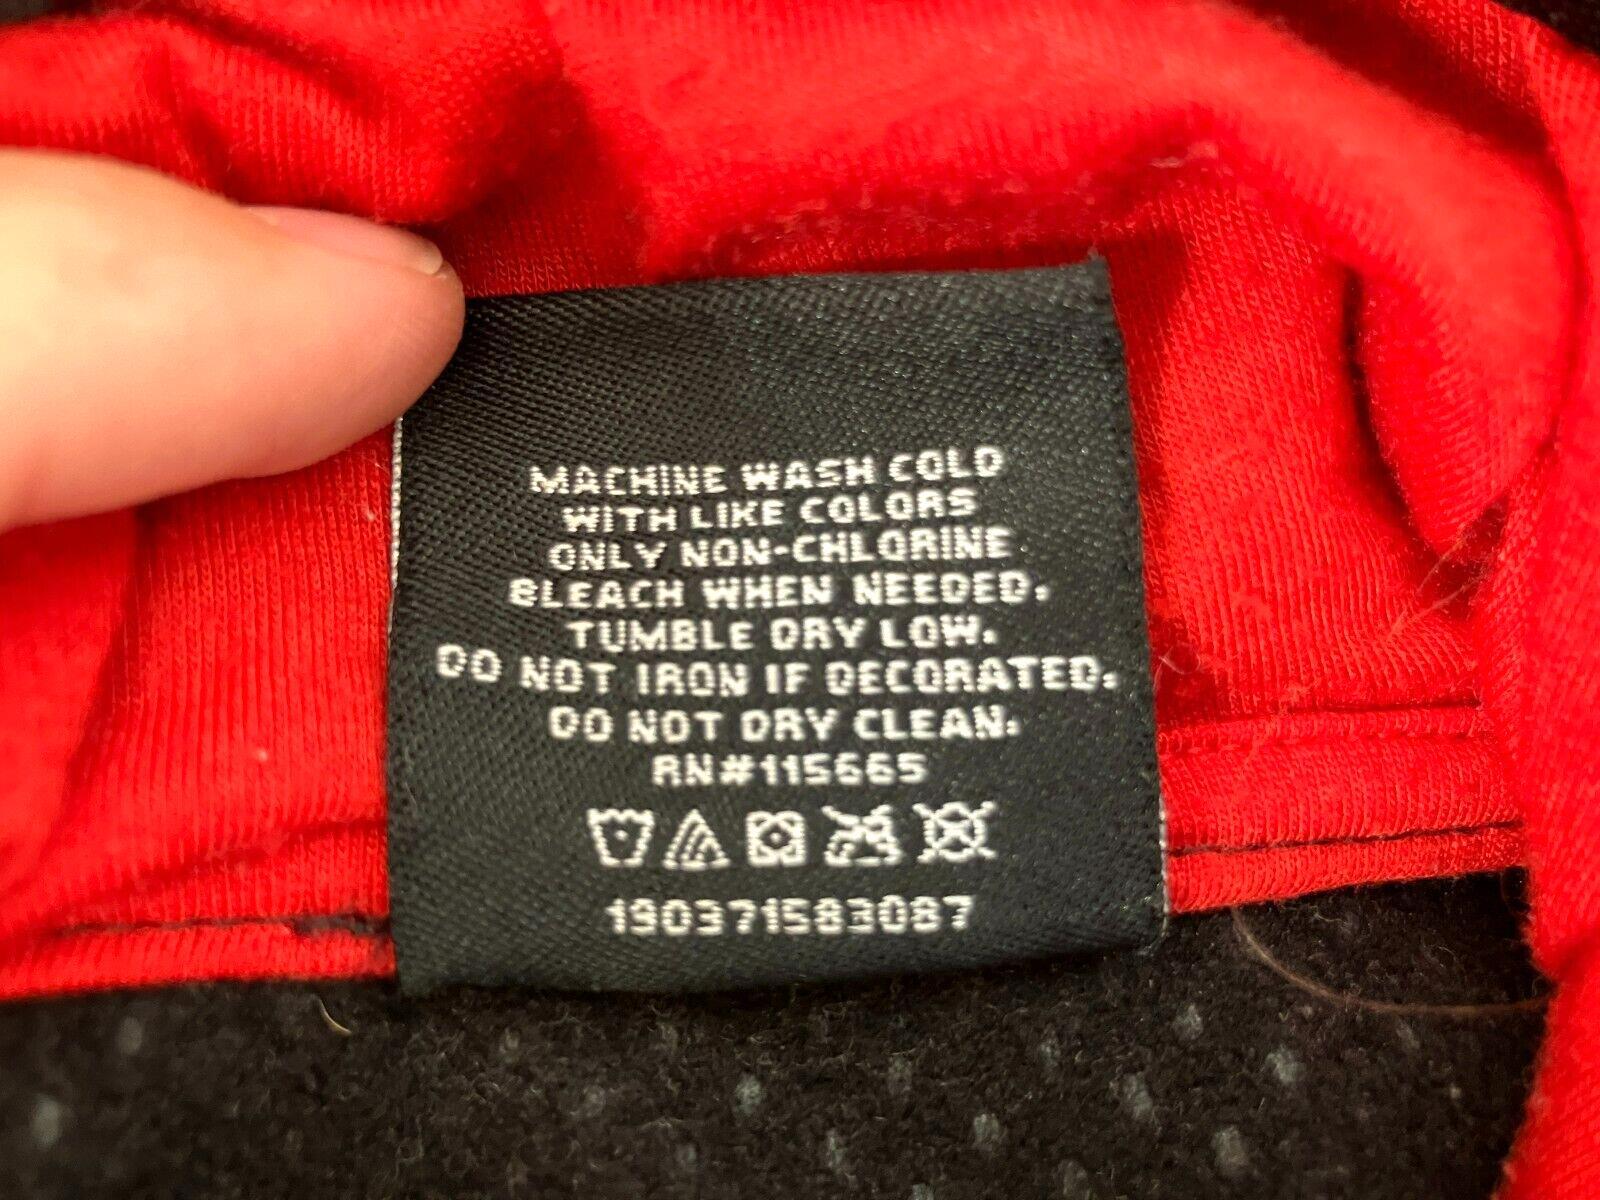 MACHINE WASH COLD
WITH LIKE COLORS
ONLY NON-CHLORINE
BLEACH WHEN NEEDED.
TUMBLE DRY LOW.
DO NOT IRON IF DECORATED.
DO NOT DRY CLEAN.
RN#115665
190371583087